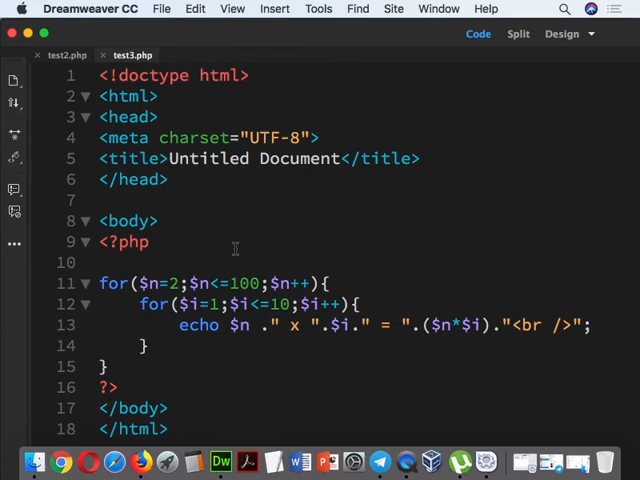 Dreamweaver CC File Edit View Insert Tools Find Site Window Help
Code Split Design
test2.php test3.php
1 <!doctype html>
2 <html>
3 <head>
4 <meta charset="UTF-8">
5 <title>Untitled Document</title>
6 </head>
7
8 <body>
9 <?php
10
11 for($n=2;$n<=100;$n++){
12 for($i=1;$i<=10;$i++){
13 echo $n ." x ".$i." = ".($n*$i)."<br />";
14 }
15 }
16 ?>
17 </body>
18 </html>
Dw